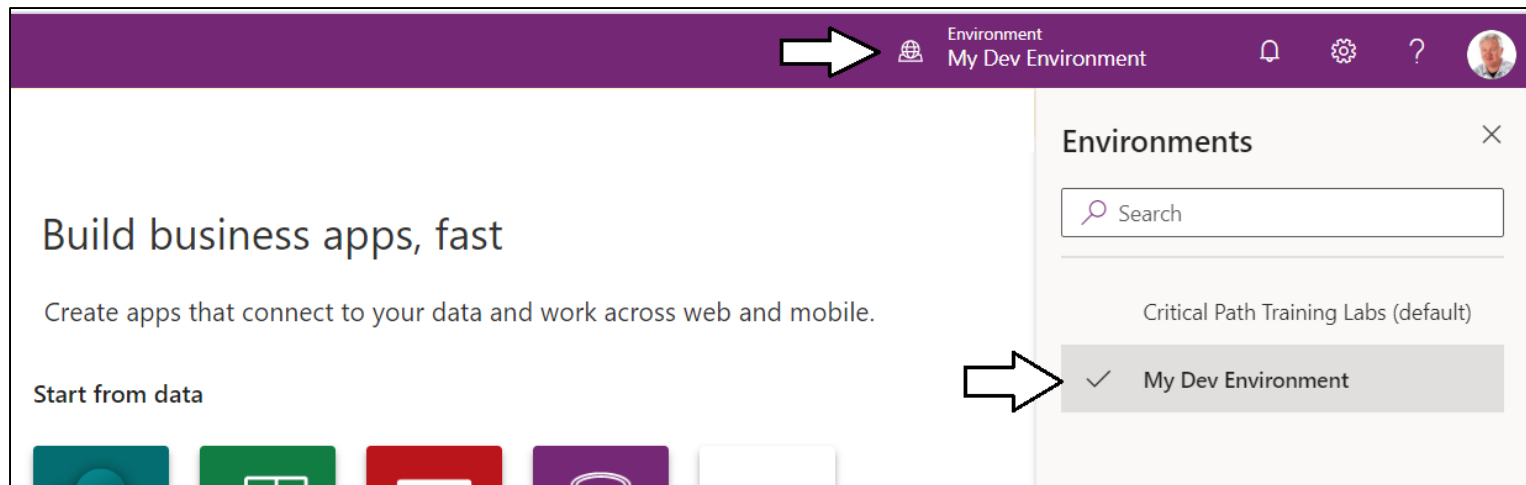 Environment
My Dev Environment
?
Environments
Search
Build business apps, fast
Create apps that connect to your data and work across web and mobile.
Critical Path Training Labs (default)
My Dev Environment
Start from data